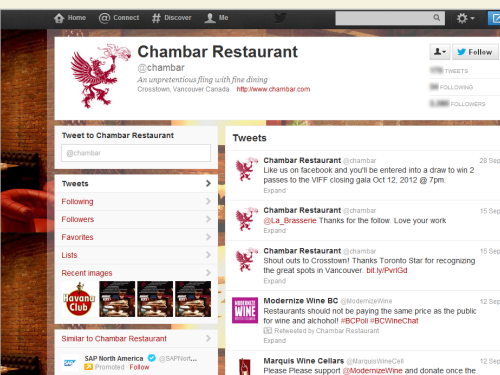 Home @ Connect # Discover Me
Chambar Restaurant
@chambar
An unpretentious fling with fine dining
Crosstown, Vancouver Canada http://www.chambar.com
Follow
TWEETS
FOLLOWING
FOLLOWERS
Tweet to Chambar Restaurant
@chambar
Tweets
Following
Followers
Favorites
Lists
Recent images
Havana
Club
Similar to Chambar Restaurant
SAP
SAP North America @SAPNort...
Promoted · Follow
Tweets
Chambar Restaurant @chambar 28 Sep
Like us on facebook and you'll be entered into a draw to win 2
passes to the VIFF closing gala Oct 12, 2012 @ 7pm.
Expand
Chambar Restaurant @chambar 15 Sep
@La_Brasserie Thanks for the follow. Love your work
Expand
Chambar Restaurant @chambar 15 Sep
Shout outs to Crosstown! Thanks Toronto Star for recognizing
the great spots in Vancouver. bit.ly/PvrlGd
Expand
MODERNIZE
WINE
Modernize Wine BC @ModernizeWine 12 Sep
Restaurants should not be paying the same price as the public
for wine and alchohol! #BCPoli #BCWineChat
Retweeted by Chambar Restaurant
Expand
Marquis Wine Cellars @MarquisWineCell 12 Sep
Please Please support @ModernizeWine and donate once the